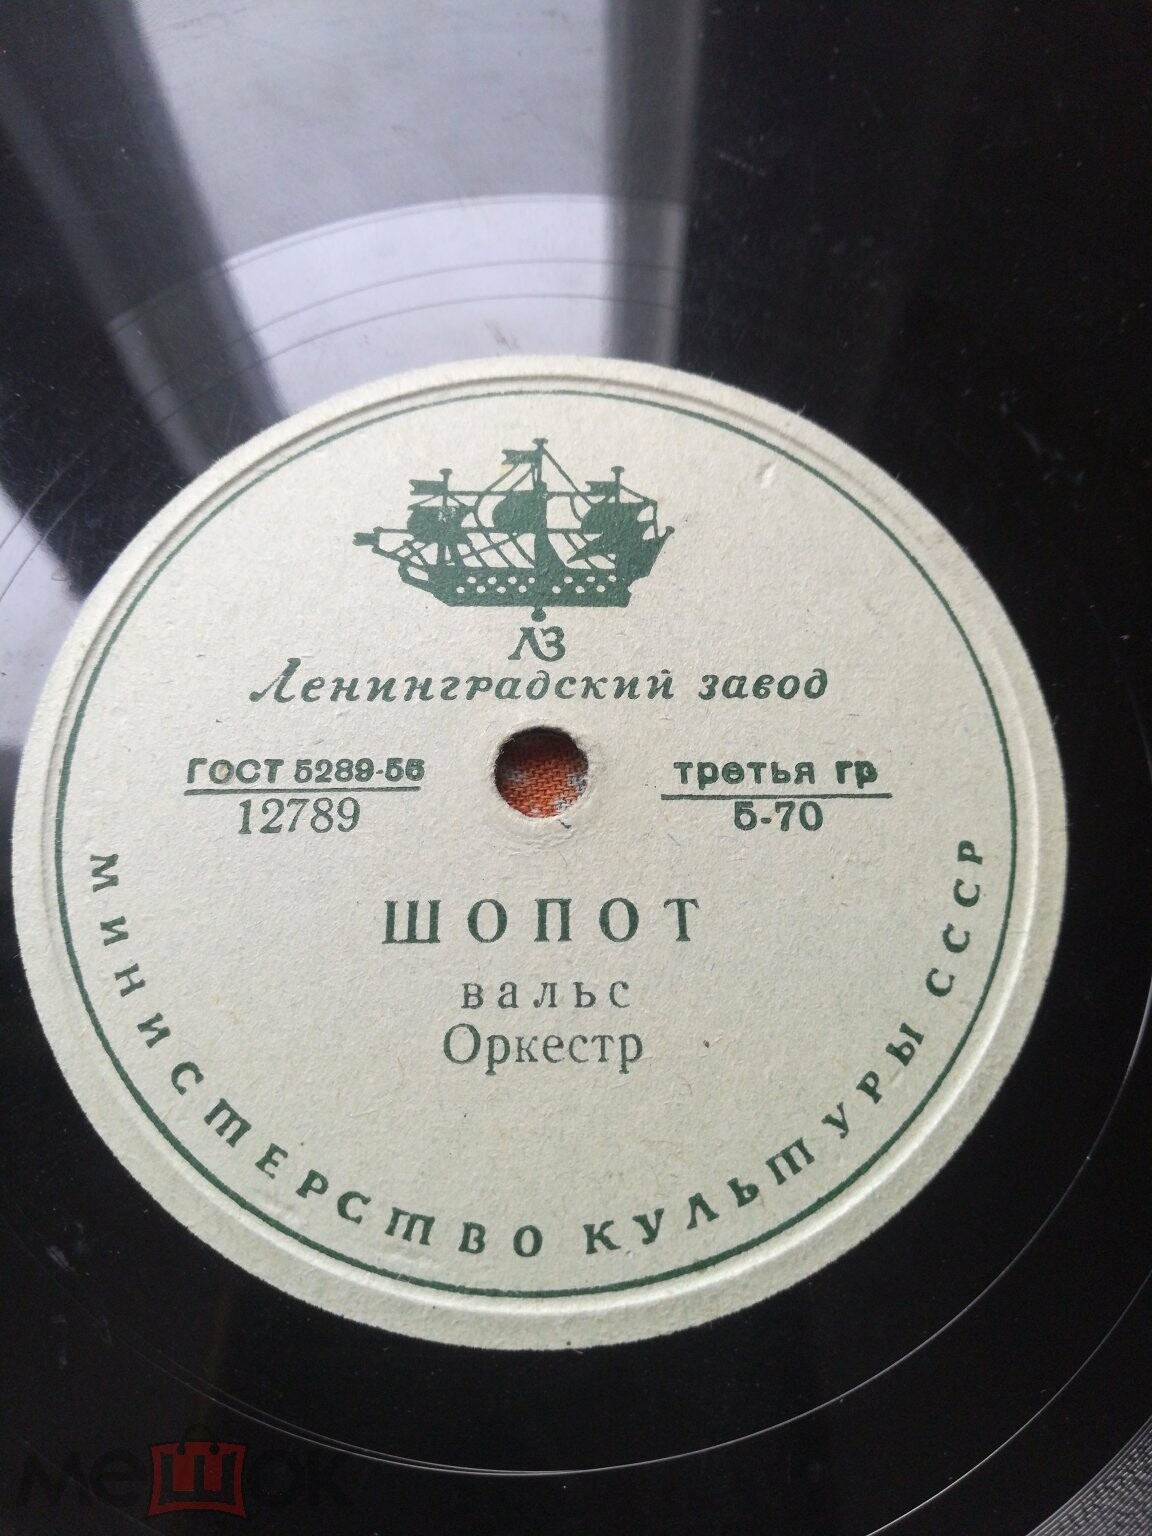 ЛЗ
Ленинградский завод
ГОСТ 5289-56
12789
третья гр
5-70
ШОПОТ
вальс
Оркестр
МИНИСТЕРСТВО КУЛЬТУРЫ СССР
мешок